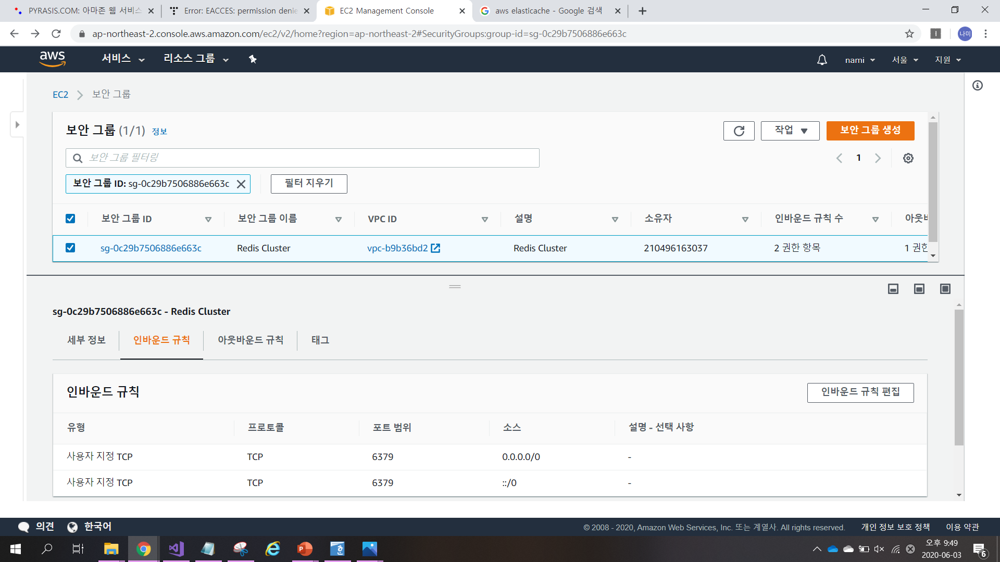 PYRASIS.COM: 아마존 웹 서비스
Error: EACCES: permission denie
EC2 Management Console
aws elasticache - Google 검색
ap-northeast-2.console.aws.amazon.com/ec2/v2/home?region=ap-northeast-2#SecurityGroups:group-id=sg-0c29b7506886e663c
나미
aws 서비스 리소스 그룹 nami 서울 지원
EC2 보안 그룹
보안 그룹 (1/1) 정보
작업 보안 그룹 생성
보안 그룹 필터링
1
보안 그룹 ID: sg-0c29b7506886e663c 필터 지우기
보안 그룹 ID 보안 그룹 이름 VPC ID 설명 소유자 인바운드 규칙 수 아웃바
sg-0c29b7506886e663c Redis Cluster vpc-b9b36bd2 Redis Cluster 210496163037 2 권한 항목 1 권한
sg-0c29b7506886e663c - Redis Cluster
세부 정보 인바운드 규칙 아웃바운드 규칙 태그
인바운드 규칙 인바운드 규칙 편집
유형 프로토콜 포트 범위 소스 설명 - 선택 사항
사용자 지정 TCP TCP 6379 0.0.0.0/0 -
사용자 지정 TCP TCP 6379 ::/0 -
의견 한국어 © 2008 - 2020, Amazon Web Services, Inc. 또는 계열사. All rights reserved. 개인 정보 보호 정책 이용 약관
오후 9:49
2020-06-03
6